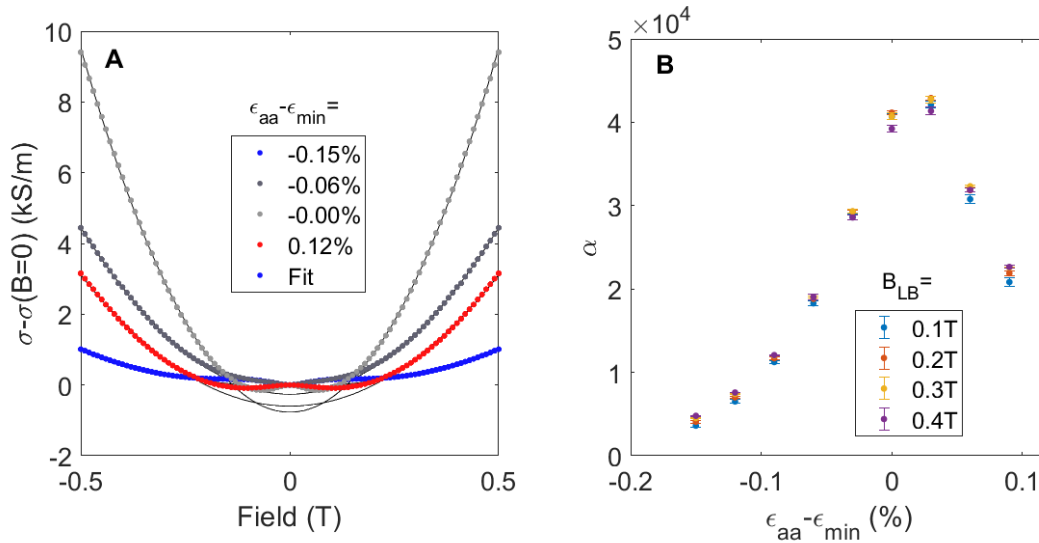 A
10
8
6
4
2
0
-2
-0.5
0
0.5
σ-σ(B=0) (kS/m)
Field (T)
ϵaa-ϵmin=
-0.15%
-0.06%
-0.00%
0.12%
Fit
B
×10⁴
5
4
3
2
1
0
-0.2
-0.1
0
0.1
α
ϵaa-ϵmin (%)
BLB=
0.1T
0.2T
0.3T
0.4T